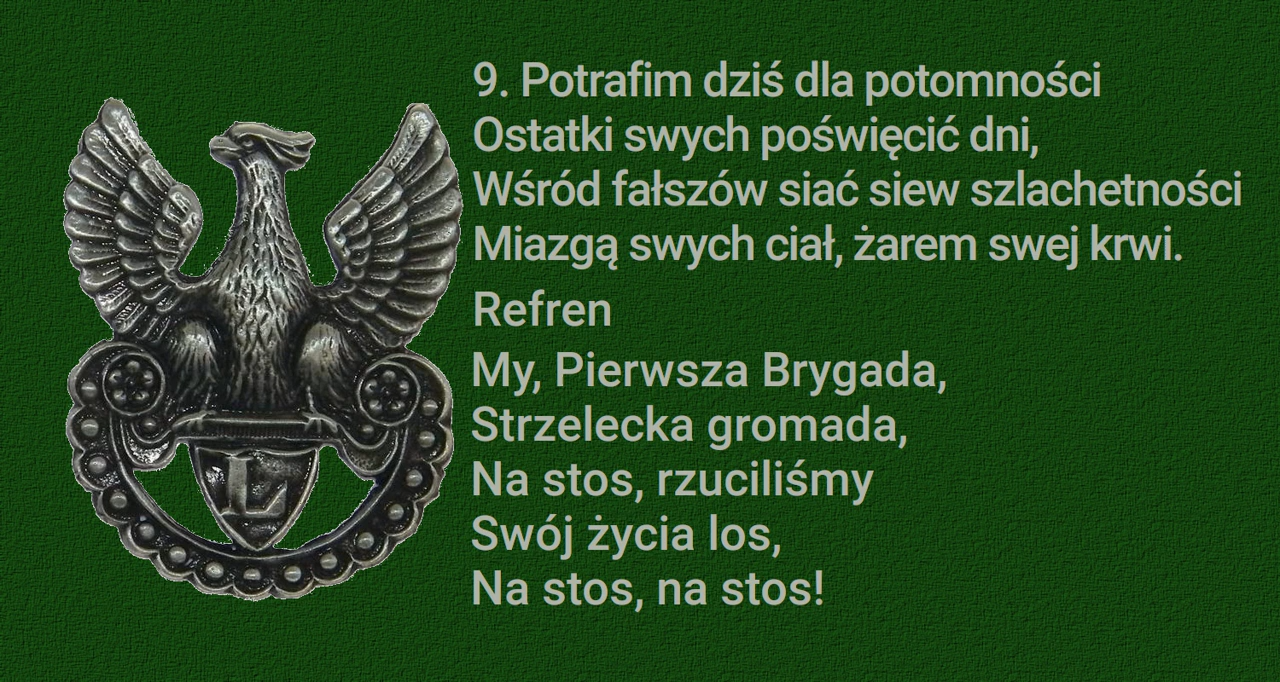 9. Potrafim dziś dla potomności
Ostatki swych poświęcić dni,
Wśród fałszów siać siew szlachetności
Miazgą swych ciał, żarem swej krwi.
Refren
My, Pierwsza Brygada,
Strzelecka gromada,
Na stos, rzuciliśmy
Swój życia los,
Na stos, na stos!
L